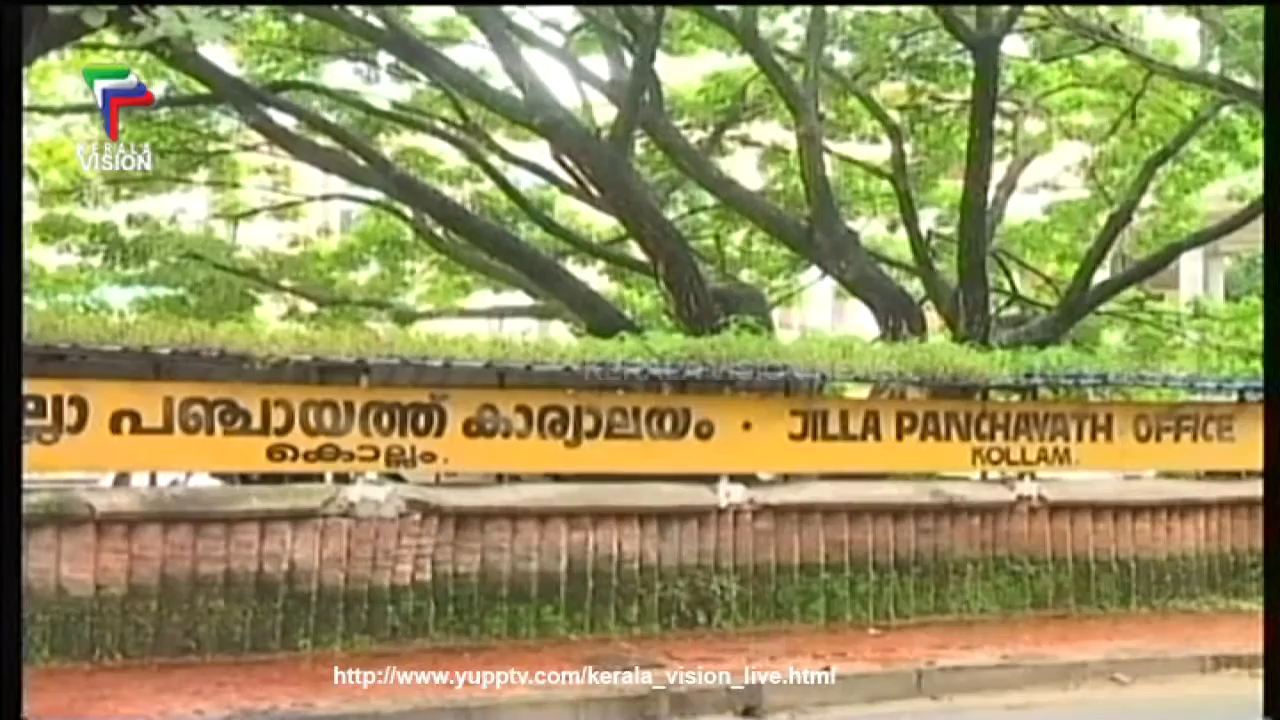 KERALA
VISION
ല്ലാ പഞ്ചായത്ത് കാര്യാലയം · JILLA PANCHAYATH OFFICE
കൊല്ലം. KOLLAM.
http://www.yupptv.com/kerala_vision_live.html